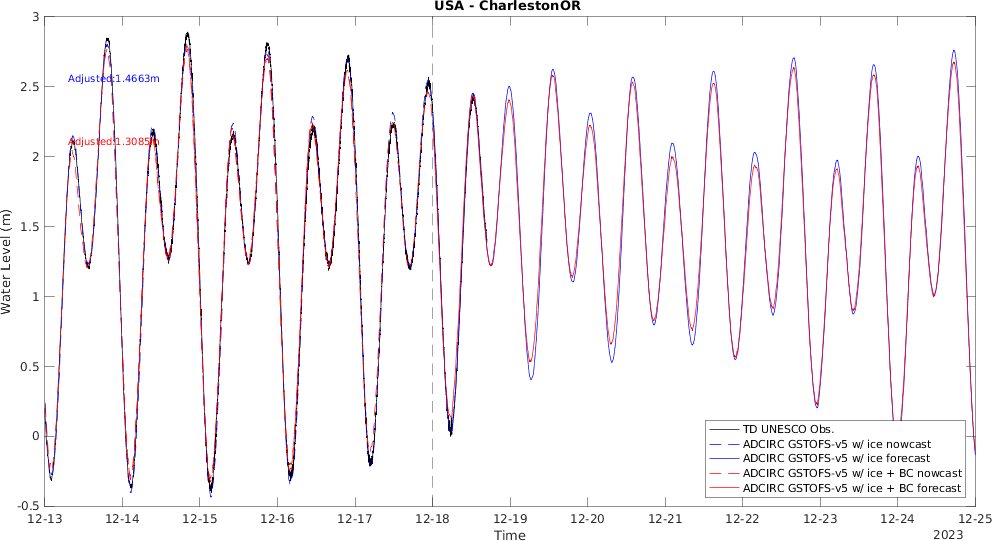 USA - CharlestonOR
3
2.5
2
1.5
1
0.5
0
-0.5
Water Level (m)
Adjusted:1.4663m
Adjusted:1.3085m
TD UNESCO Obs.
ADCIRC GSTOFS-v5 w/ ice nowcast
ADCIRC GSTOFS-v5 w/ ice forecast
ADCIRC GSTOFS-v5 w/ ice + BC nowcast
ADCIRC GSTOFS-v5 w/ ice + BC forecast
12-13 12-14 12-15 12-16 12-17 12-18 12-19 12-20 12-21 12-22 12-23 12-24 12-25
Time
2023